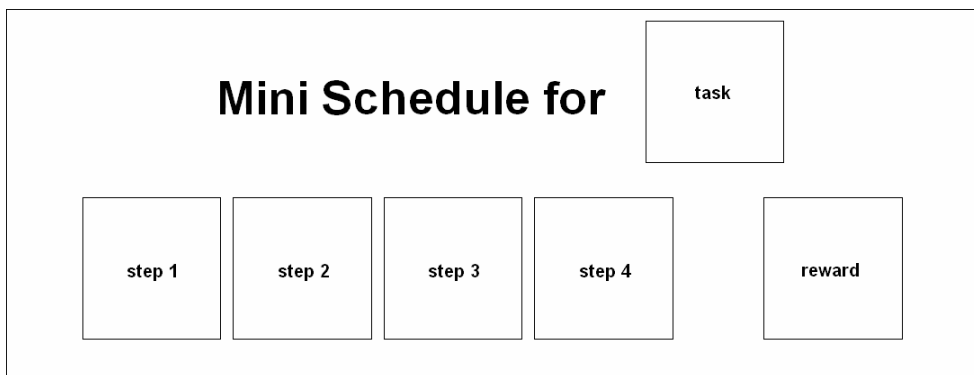 Mini Schedule for
task
step 1
step 2
step 3
step 4
reward